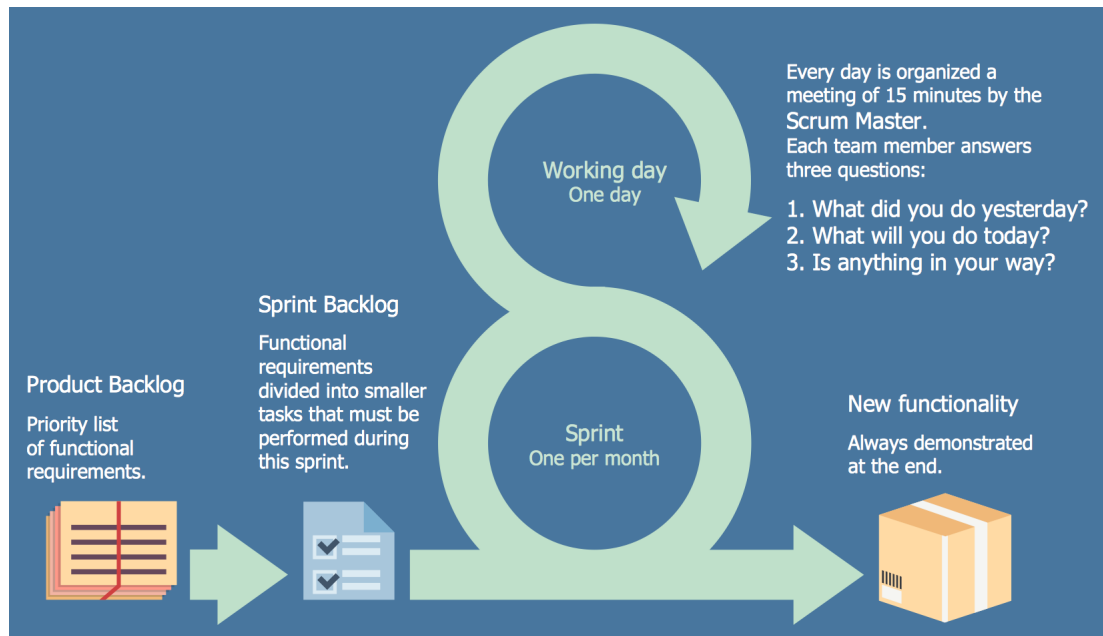 Product Backlog
Priority list
of functional
requirements.
Sprint Backlog
Functional
requirements
divided into smaller
tasks that must be
performed during
this sprint.
Working day
One day
Sprint
One per month
Every day is organized a
meeting of 15 minutes by the
Scrum Master.
Each team member answers
three questions:
1. What did you do yesterday?
2. What will you do today?
3. Is anything in your way?
New functionality
Always demonstrated
at the end.